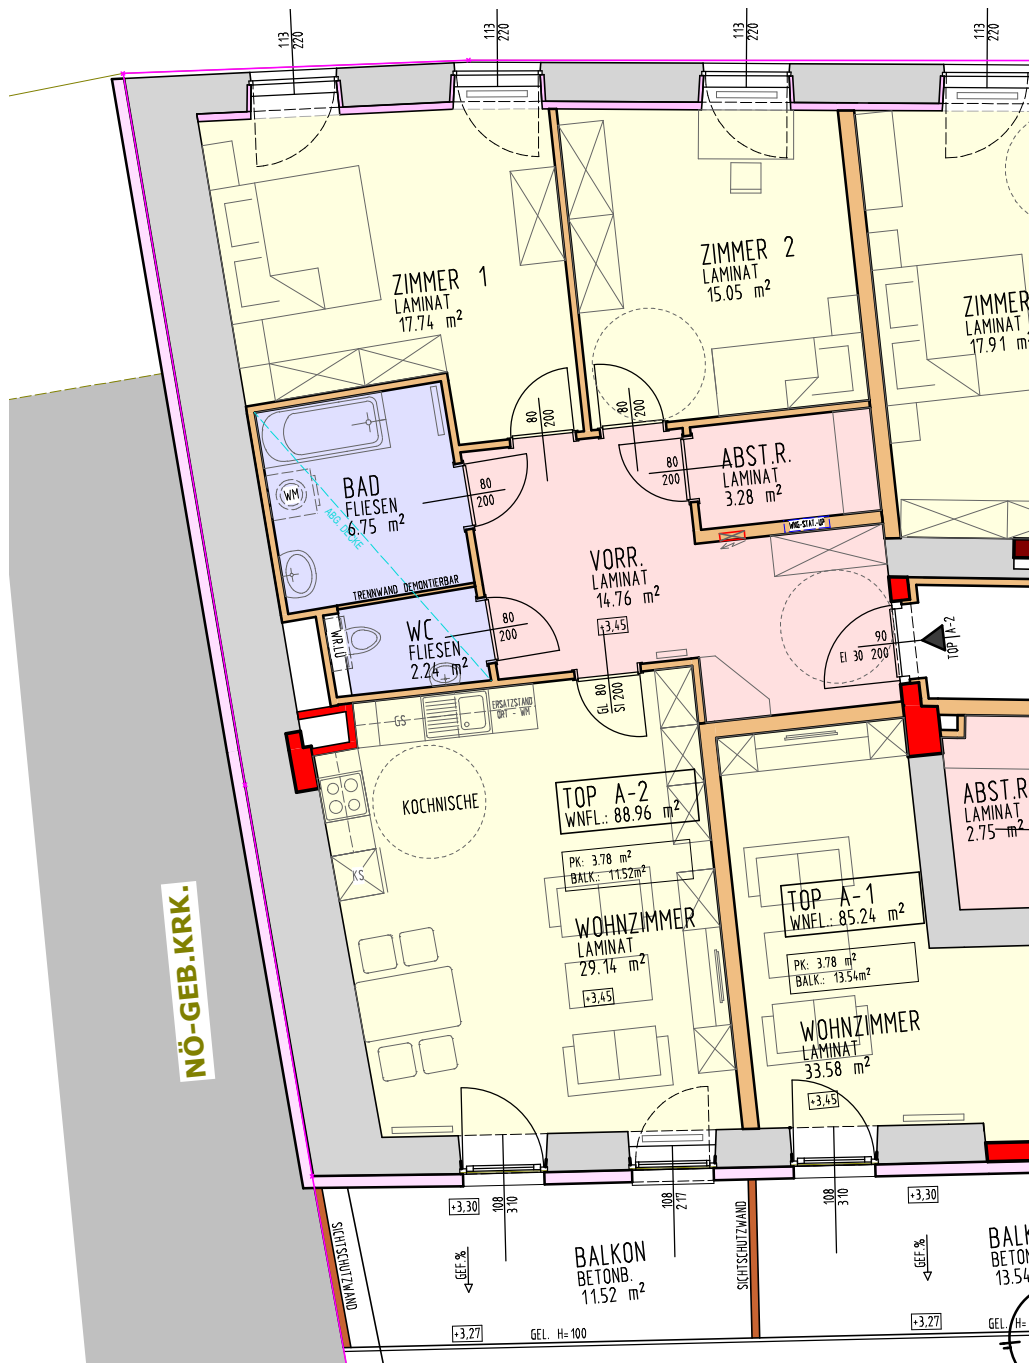 113
220
113
220
113
220
113
220
ZIMMER 1
LAMINAT
17.74 m²
ZIMMER 2
LAMINAT
15.05 m²
ZIMMER
LAMINAT
17.91 m
80
200
80
200
BAD
FLIESEN
6.75 m²
WM
ABG. DECKE
TRENNWAND DEMONTIERBAR
80
200
80
200
ABST.R.
LAMINAT
3.28 m²
WNG-STAT.-UP
VORR.
LAMINAT
14.76 m²
+3,45
WC
FLIESEN
2.24 m²
80
200
90
EI 30 200
TOP A-2
GL 80
ST 200
GS
ERSATZSTAND
ORT - WM
KOCHNISCHE
KS
TOP A-2
WNFL.: 88.96 m²
PK: 3.78 m²
BALK.: 11.52m²
WOHNZIMMER
LAMINAT
29.14 m²
+3,45
TOP A-1
WNFL.: 85.24 m²
PK: 3.78 m²
BALK.: 13.54m²
WOHNZIMMER
LAMINAT
33.58 m²
+3,45
ABST.R
LAMINAT
2.75 m²
NÖ-GEB.KRK.
SICHTSCHUTZWAND
+3,30
108
310
108
217
108
310
+3,30
GEF.%
BALKON
BETONB.
11.52 m²
SICHTSCHUTZWAND
GEF.%
BALK
BETON
13.54
+3,27
GEL. H=100
+3,27
GEL. H=